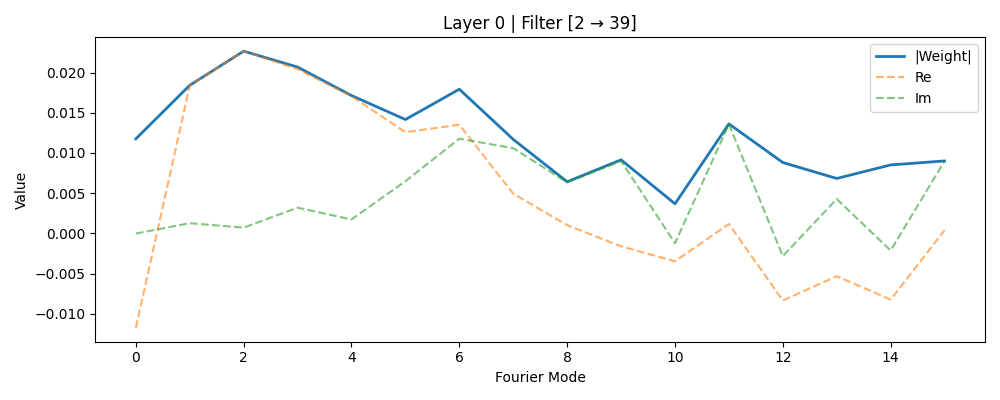 Layer 0 | Filter [2 → 39]
|Weight|
Re
Im
Value
0.020
0.015
0.010
0.005
0.000
−0.005
−0.010
0 2 4 6 8 10 12 14
Fourier Mode